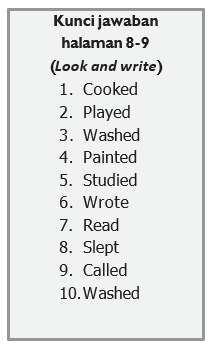 Kunci jawaban
halaman 8-9
(Look and write)
1. Cooked
2. Played
3. Washed
4. Painted
5. Studied
6. Wrote
7. Read
8. Slept
9. Called
10. Washed